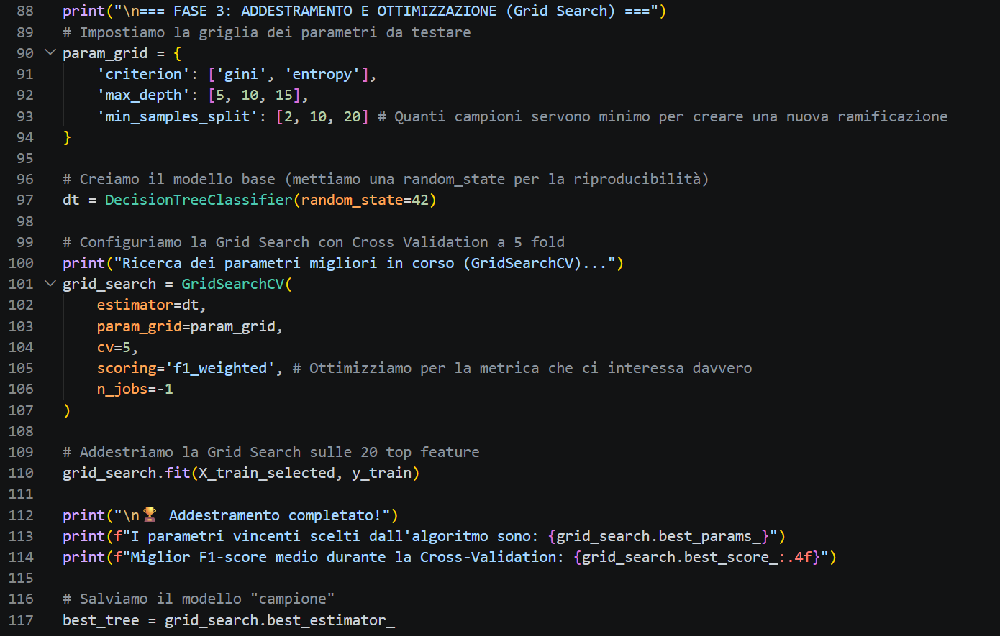 88 print("\n=== FASE 3: ADDESTRAMENTO E OTTIMIZZAZIONE (Grid Search) ===")
89 # Impostiamo la griglia dei parametri da testare
90 param_grid = {
91     'criterion': ['gini', 'entropy'],
92     'max_depth': [5, 10, 15],
93     'min_samples_split': [2, 10, 20] # Quanti campioni servono minimo per creare una nuova ramificazione
94 }
95
96 # Creiamo il modello base (mettiamo una random_state per la riproducibilità)
97 dt = DecisionTreeClassifier(random_state=42)
98
99 # Configuriamo la Grid Search con Cross Validation a 5 fold
100 print("Ricerca dei parametri migliori in corso (GridSearchCV)...")
101 grid_search = GridSearchCV(
102     estimator=dt,
103     param_grid=param_grid,
104     cv=5,
105     scoring='f1_weighted', # Ottimizziamo per la metrica che ci interessa davvero
106     n_jobs=-1
107 )
108
109 # Addestriamo la Grid Search sulle 20 top feature
110 grid_search.fit(X_train_selected, y_train)
111
112 print("\n🏆 Addestramento completato!")
113 print(f"I parametri vincenti scelti dall'algoritmo sono: {grid_search.best_params_}")
114 print(f"Miglior F1-score medio durante la Cross-Validation: {grid_search.best_score_:.4f}")
115
116 # Salviamo il modello "campione"
117 best_tree = grid_search.best_estimator_